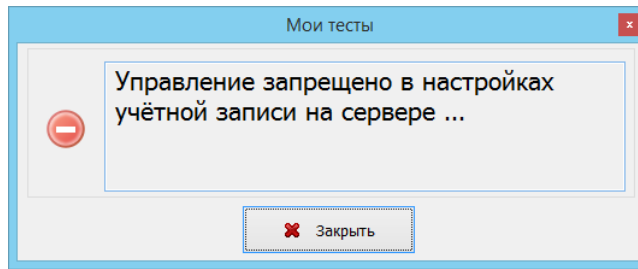 Мои тесты
x
Управление запрещено в настройках
учётной записи на сервере ...
Закрыть